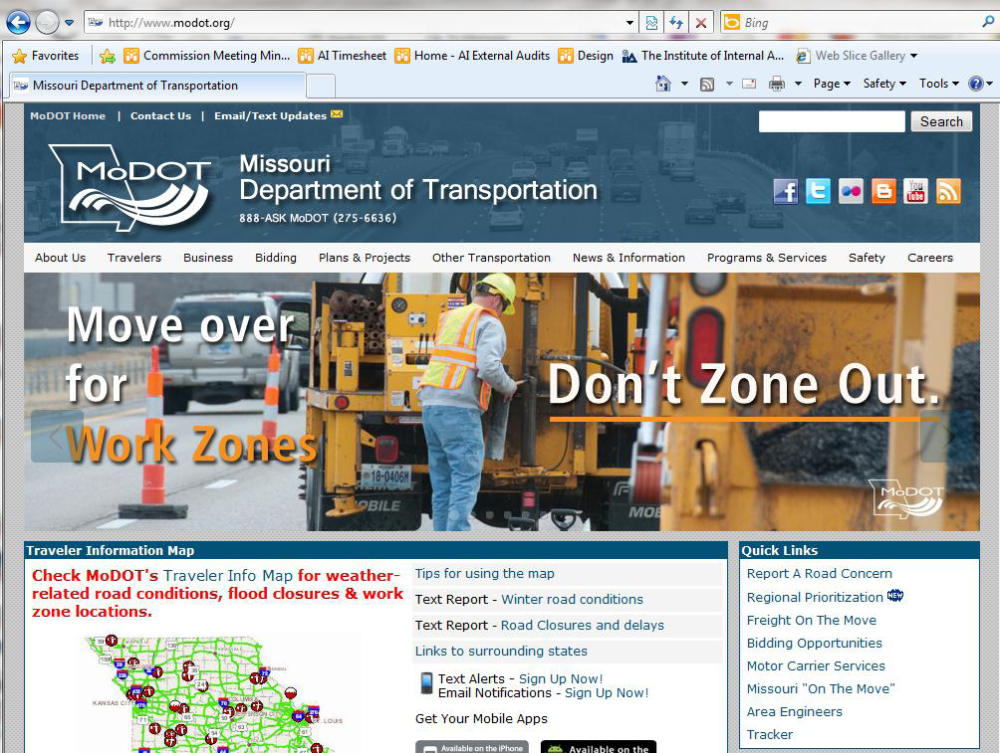 http://www.modot.org/
Bing
Favorites
Commission Meeting Min...
AI Timesheet
Home - AI External Audits
Design
The Institute of Internal A...
Web Slice Gallery
Missouri Department of Transportation
Page
Safety
Tools
MoDOT Home | Contact Us | Email/Text Updates
Search
MoDOT
Missouri
Department of Transportation
888-ASK MoDOT (275-6636)
You
Tube
About Us
Travelers
Business
Bidding
Plans & Projects
Other Transportation
News & Information
Programs & Services
Safety
Careers
Move over
for
Work Zones
Don't Zone Out.
18-0406M
MOBILE
MOB
MoDOT
Traveler Information Map
Check MoDOT's Traveler Info Map for weather-
related road conditions, flood closures & work
zone locations.
KANSAS CITY
COLUMBIA
JEFFERSON CITY
LOUIS
Tips for using the map
Text Report - Winter road conditions
Text Report - Road Closures and delays
Links to surrounding states
Text Alerts - Sign Up Now!
Email Notifications - Sign Up Now!
Get Your Mobile Apps
Available on the iPhone
Available on the
Quick Links
Report A Road Concern
Regional Prioritization NEW
Freight On The Move
Bidding Opportunities
Motor Carrier Services
Missouri "On The Move"
Area Engineers
Tracker